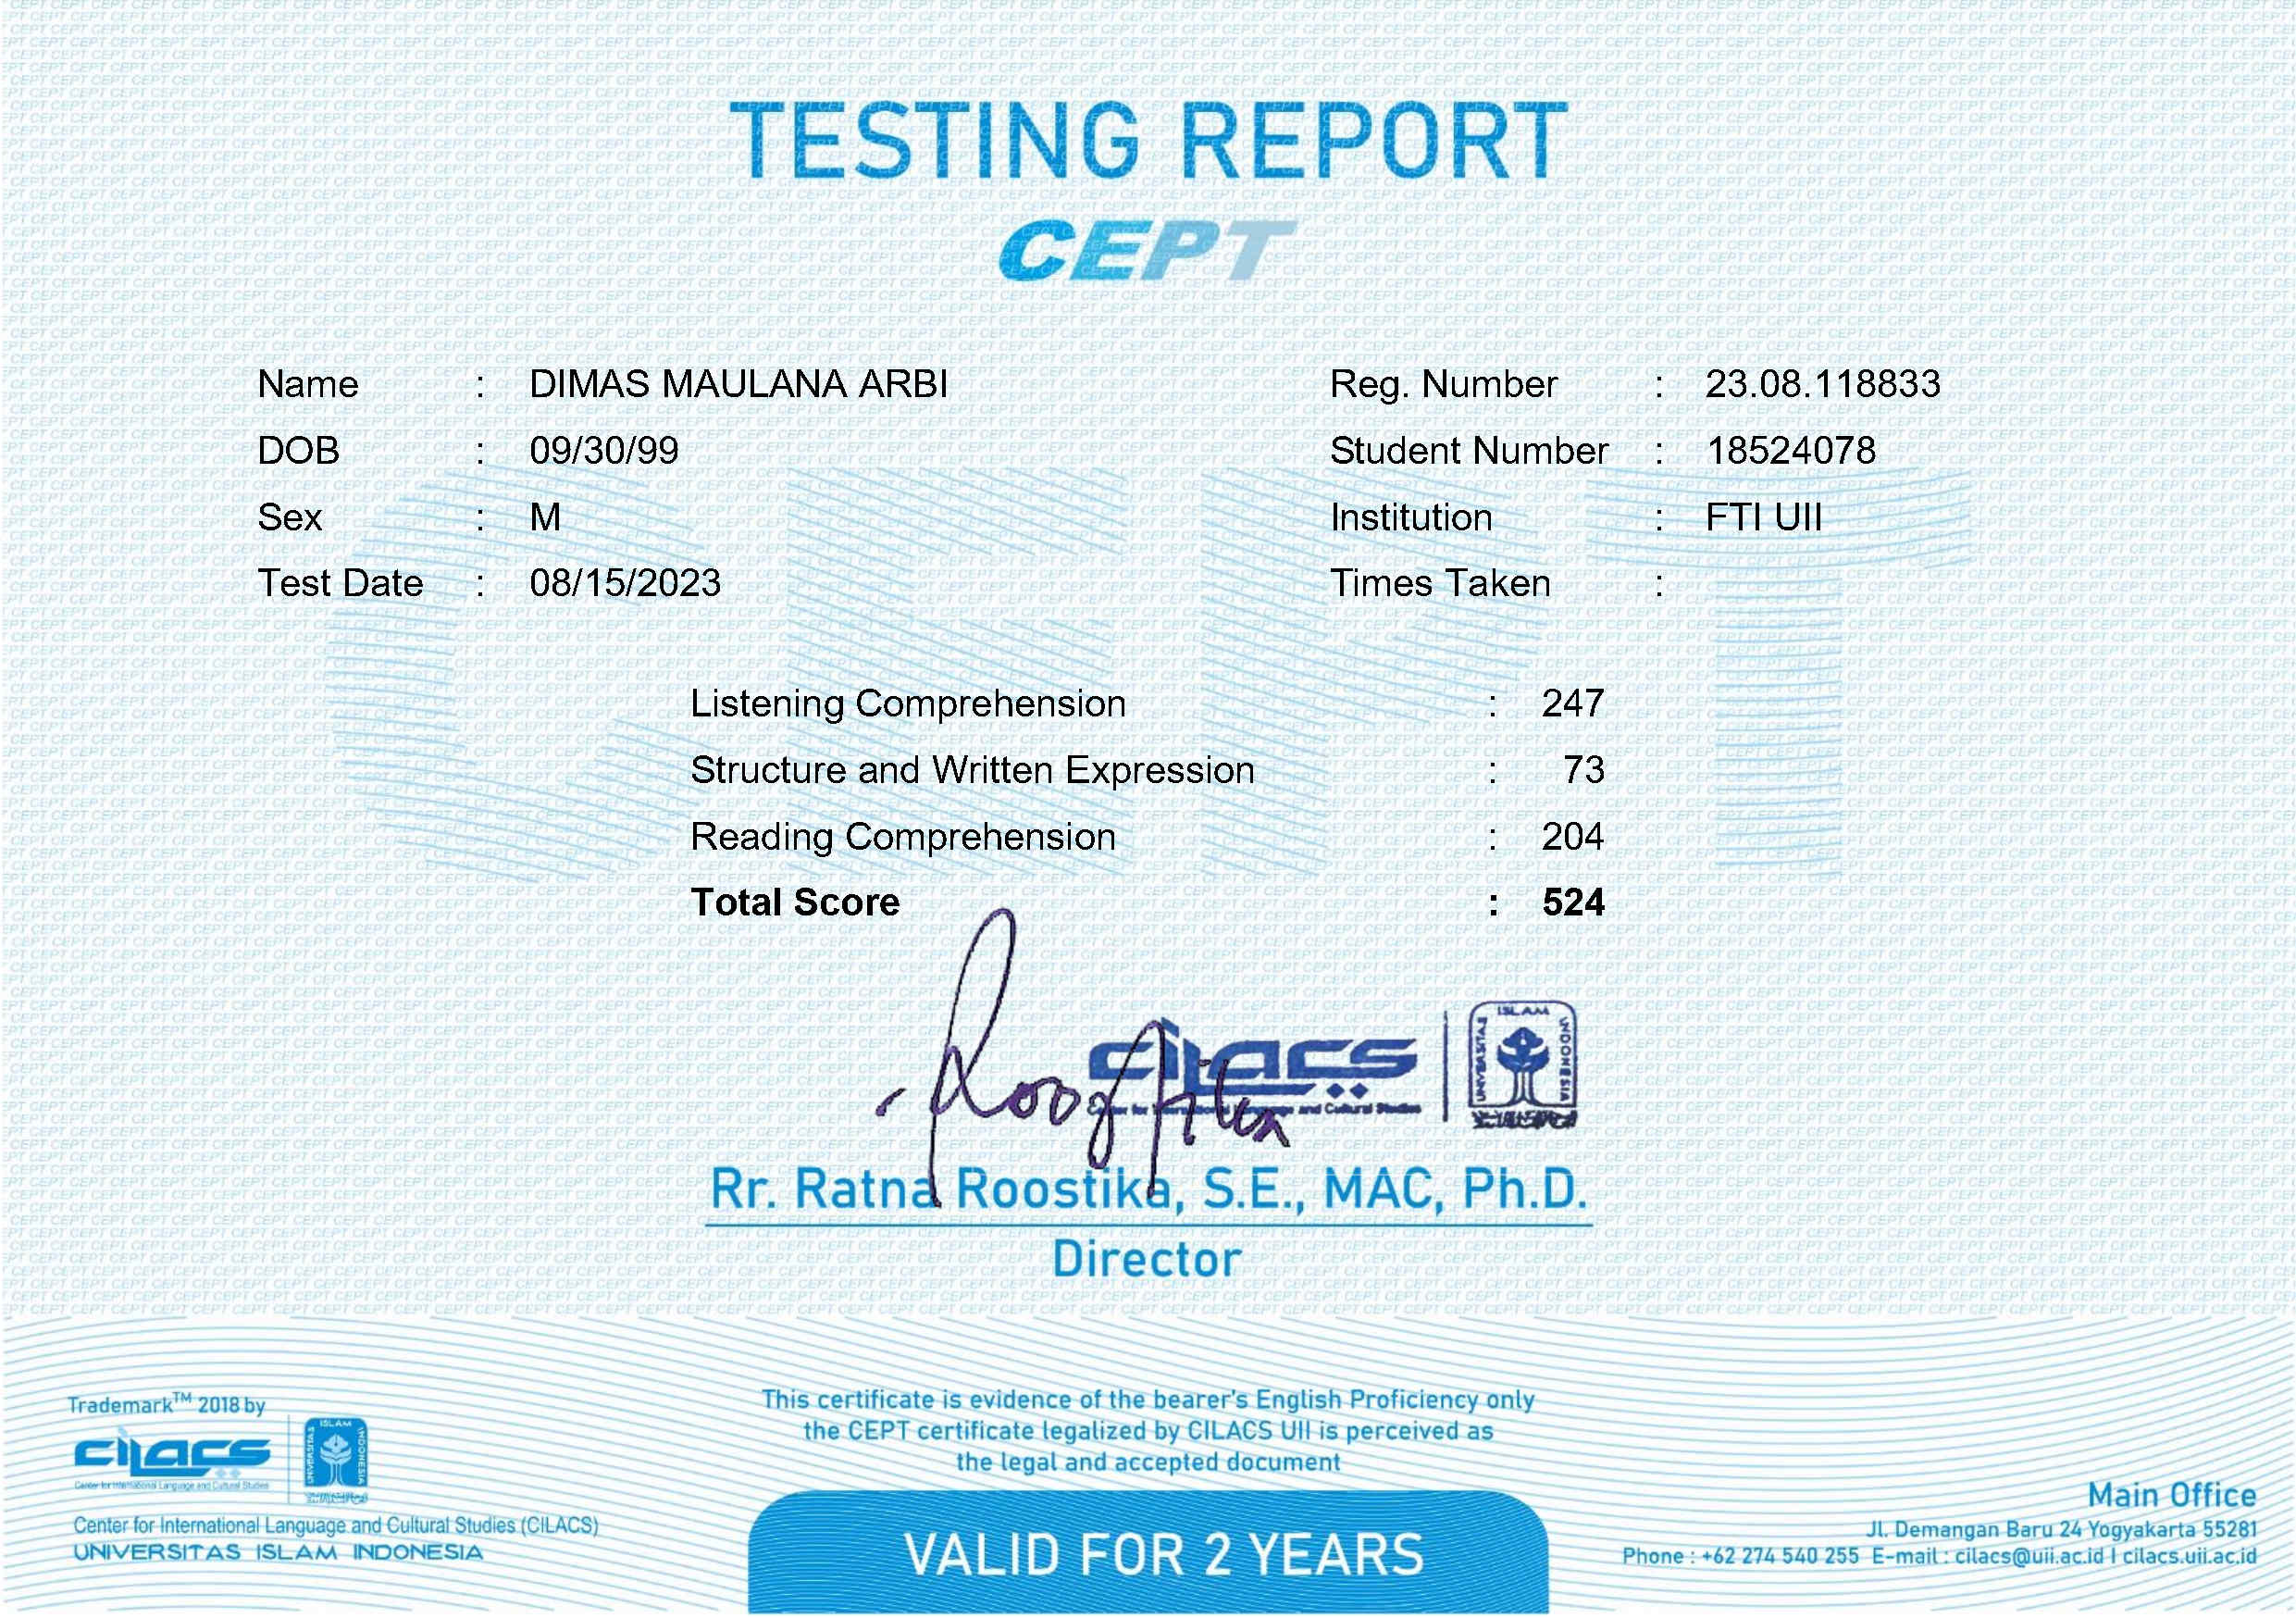 TESTING REPORT
CEPT
Name : DIMAS MAULANA ARBI
DOB : 09/30/99
Sex : M
Test Date : 08/15/2023
Reg. Number : 23.08.118833
Student Number : 18524078
Institution : FTI UII
Times Taken :
Listening Comprehension : 247
Structure and Written Expression : 73
Reading Comprehension : 204
Total Score : 524
cilacs
Center for International Language and Cultural Studies
UNIVERSITAS ISLAM INDONESIA
Rr. Ratna Roostika, S.E., MAC, Ph.D.
Director
Trademark™ 2018 by
cilacs
Center for International Language and Cultural Studies
UNIVERSITAS ISLAM INDONESIA
Center for International Language and Cultural Studies (CILACS)
UNIVERSITAS ISLAM INDONESIA
This certificate is evidence of the bearer's English Proficiency only
the CEPT certificate legalized by CILACS UII is perceived as
the legal and accepted document
VALID FOR 2 YEARS
Main Office
Jl. Demangan Baru 24 Yogyakarta 55281
Phone : +62 274 540 255 E-mail : cilacs@uii.ac.id I cilacs.uii.ac.id